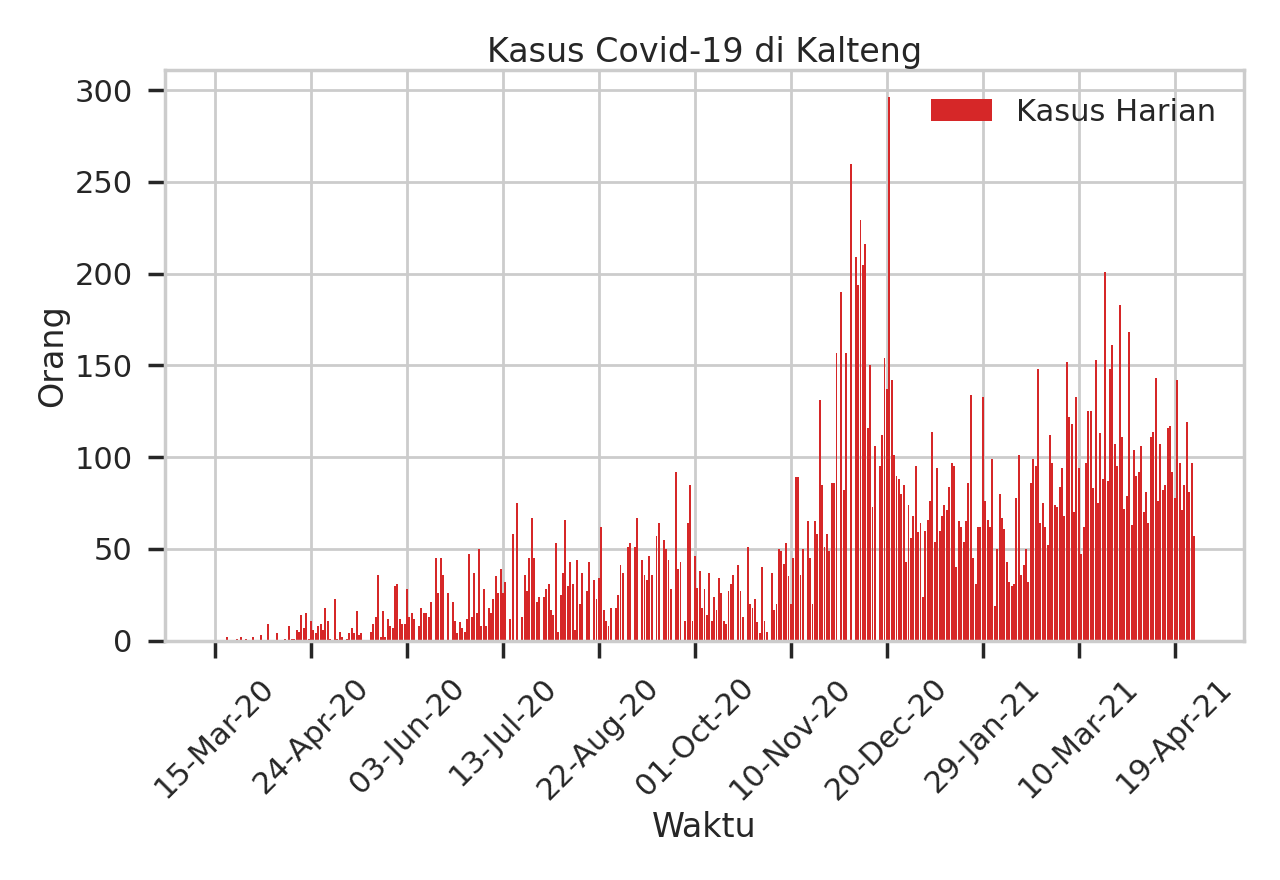 Kasus Covid-19 di Kalteng
Kasus Harian
Orang
300
250
200
150
100
50
0
15-Mar-20
24-Apr-20
03-Jun-20
13-Jul-20
22-Aug-20
01-Oct-20
10-Nov-20
20-Dec-20
29-Jan-21
10-Mar-21
19-Apr-21
Waktu